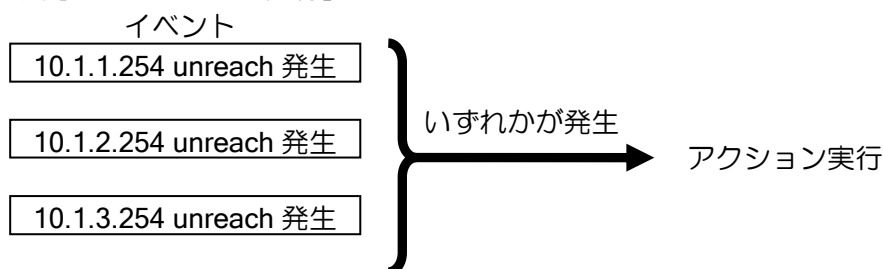 イベント
10.1.1.254 unreach 発生
いずれかが発生
10.1.2.254 unreach 発生
アクション実行
10.1.3.254 unreach 発生